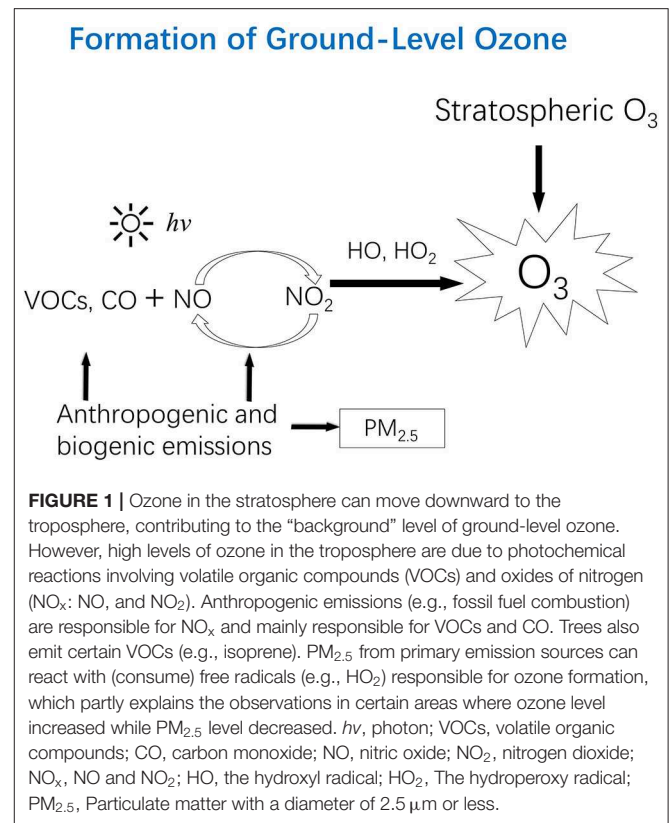 Formation of Ground-Level Ozone
Stratospheric O₃
hv
HO, HO₂
O₃
VOCs, CO + NO
NO₂
Anthropogenic and
biogenic emissions
PM₂.₅
FIGURE 1 | Ozone in the stratosphere can move downward to the
troposphere, contributing to the “background” level of ground-level ozone.
However, high levels of ozone in the troposphere are due to photochemical
reactions involving volatile organic compounds (VOCs) and oxides of nitrogen
(NOₓ: NO, and NO₂). Anthropogenic emissions (e.g., fossil fuel combustion)
are responsible for NOₓ and mainly responsible for VOCs and CO. Trees also
emit certain VOCs (e.g., isoprene). PM₂.₅ from primary emission sources can
react with (consume) free radicals (e.g., HO₂) responsible for ozone formation,
which partly explains the observations in certain areas where ozone level
increased while PM₂.₅ level decreased. hv, photon; VOCs, volatile organic
compounds; CO, carbon monoxide; NO, nitric oxide; NO₂, nitrogen dioxide;
NOₓ, NO and NO₂; HO, the hydroxyl radical; HO₂, The hydroperoxy radical;
PM₂.₅, Particulate matter with a diameter of 2.5 µm or less.